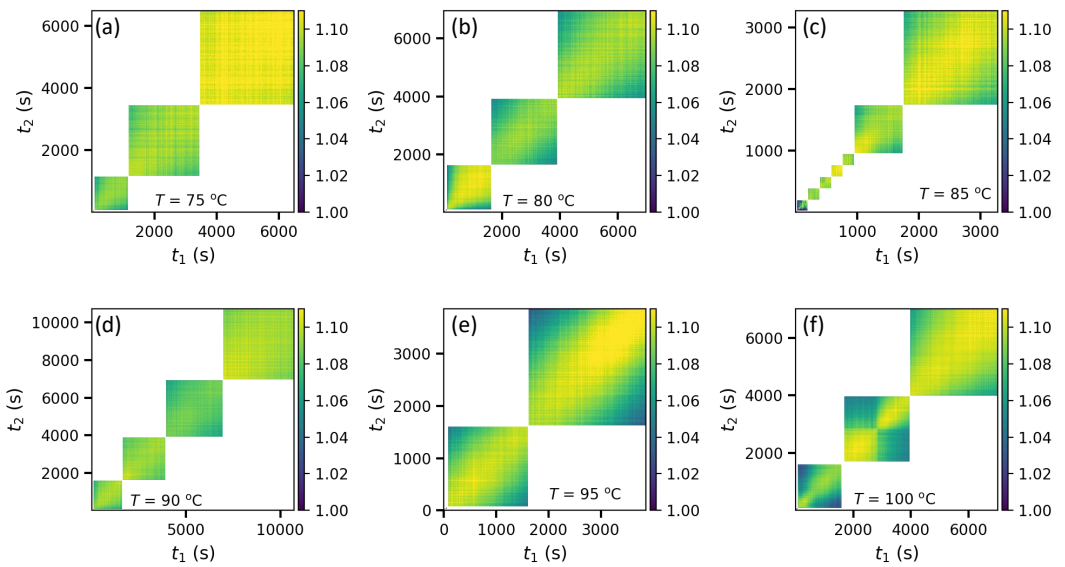 (a)
6000
4000
2000
t₂ (s)
T = 75 °C
2000 4000 6000
t₁ (s)
1.10
1.08
1.06
1.04
1.02
1.00
(b)
6000
4000
2000
t₂ (s)
T = 80 °C
2000 4000 6000
t₁ (s)
1.10
1.08
1.06
1.04
1.02
1.00
(c)
3000
2000
1000
t₂ (s)
T = 85 °C
1000 2000 3000
t₁ (s)
1.10
1.08
1.06
1.04
1.02
1.00
(d)
10000
8000
6000
4000
2000
t₂ (s)
T = 90 °C
5000 10000
t₁ (s)
1.10
1.08
1.06
1.04
1.02
1.00
(e)
3000
2000
1000
0
t₂ (s)
T = 95 °C
0 1000 2000 3000
t₁ (s)
1.10
1.08
1.06
1.04
1.02
1.00
(f)
6000
4000
2000
t₂ (s)
T = 100 °C
2000 4000 6000
t₁ (s)
1.10
1.08
1.06
1.04
1.02
1.00